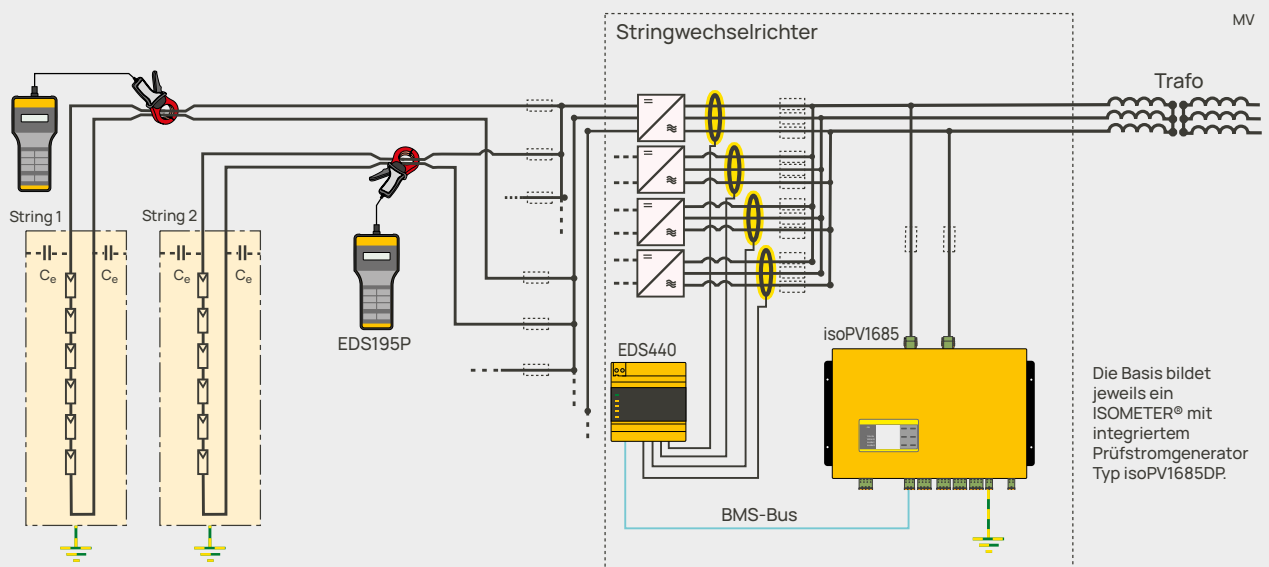 Stringwechselrichter
MV
Trafo
String 1
String 2
Ce
Ce
Ce
Ce
EDS195P
EDS440
isoPV1685
BMS-Bus
Die Basis bildet
jeweils ein
ISOMETER® mit
integriertem
Prüfstromgenerator
Typ isoPV1685DP.